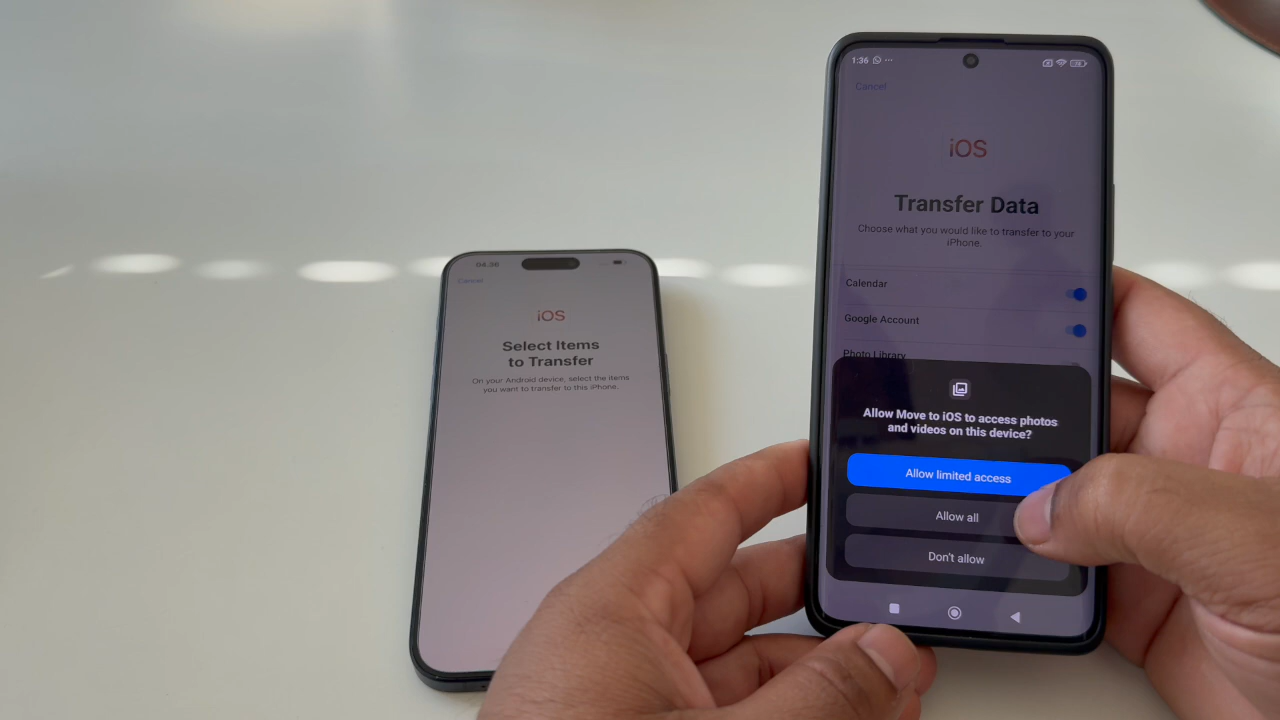 04.36
Cancel
iOS
Select Items
to Transfer
On your Android device, select the items
you want to transfer to this iPhone.
1:36
Cancel
iOS
Transfer Data
Choose what you would like to transfer to your
iPhone.
Calendar
Google Account
Photo Library
Allow Move to iOS to access photos
and videos on this device?
Allow limited access
Allow all
Don't allow